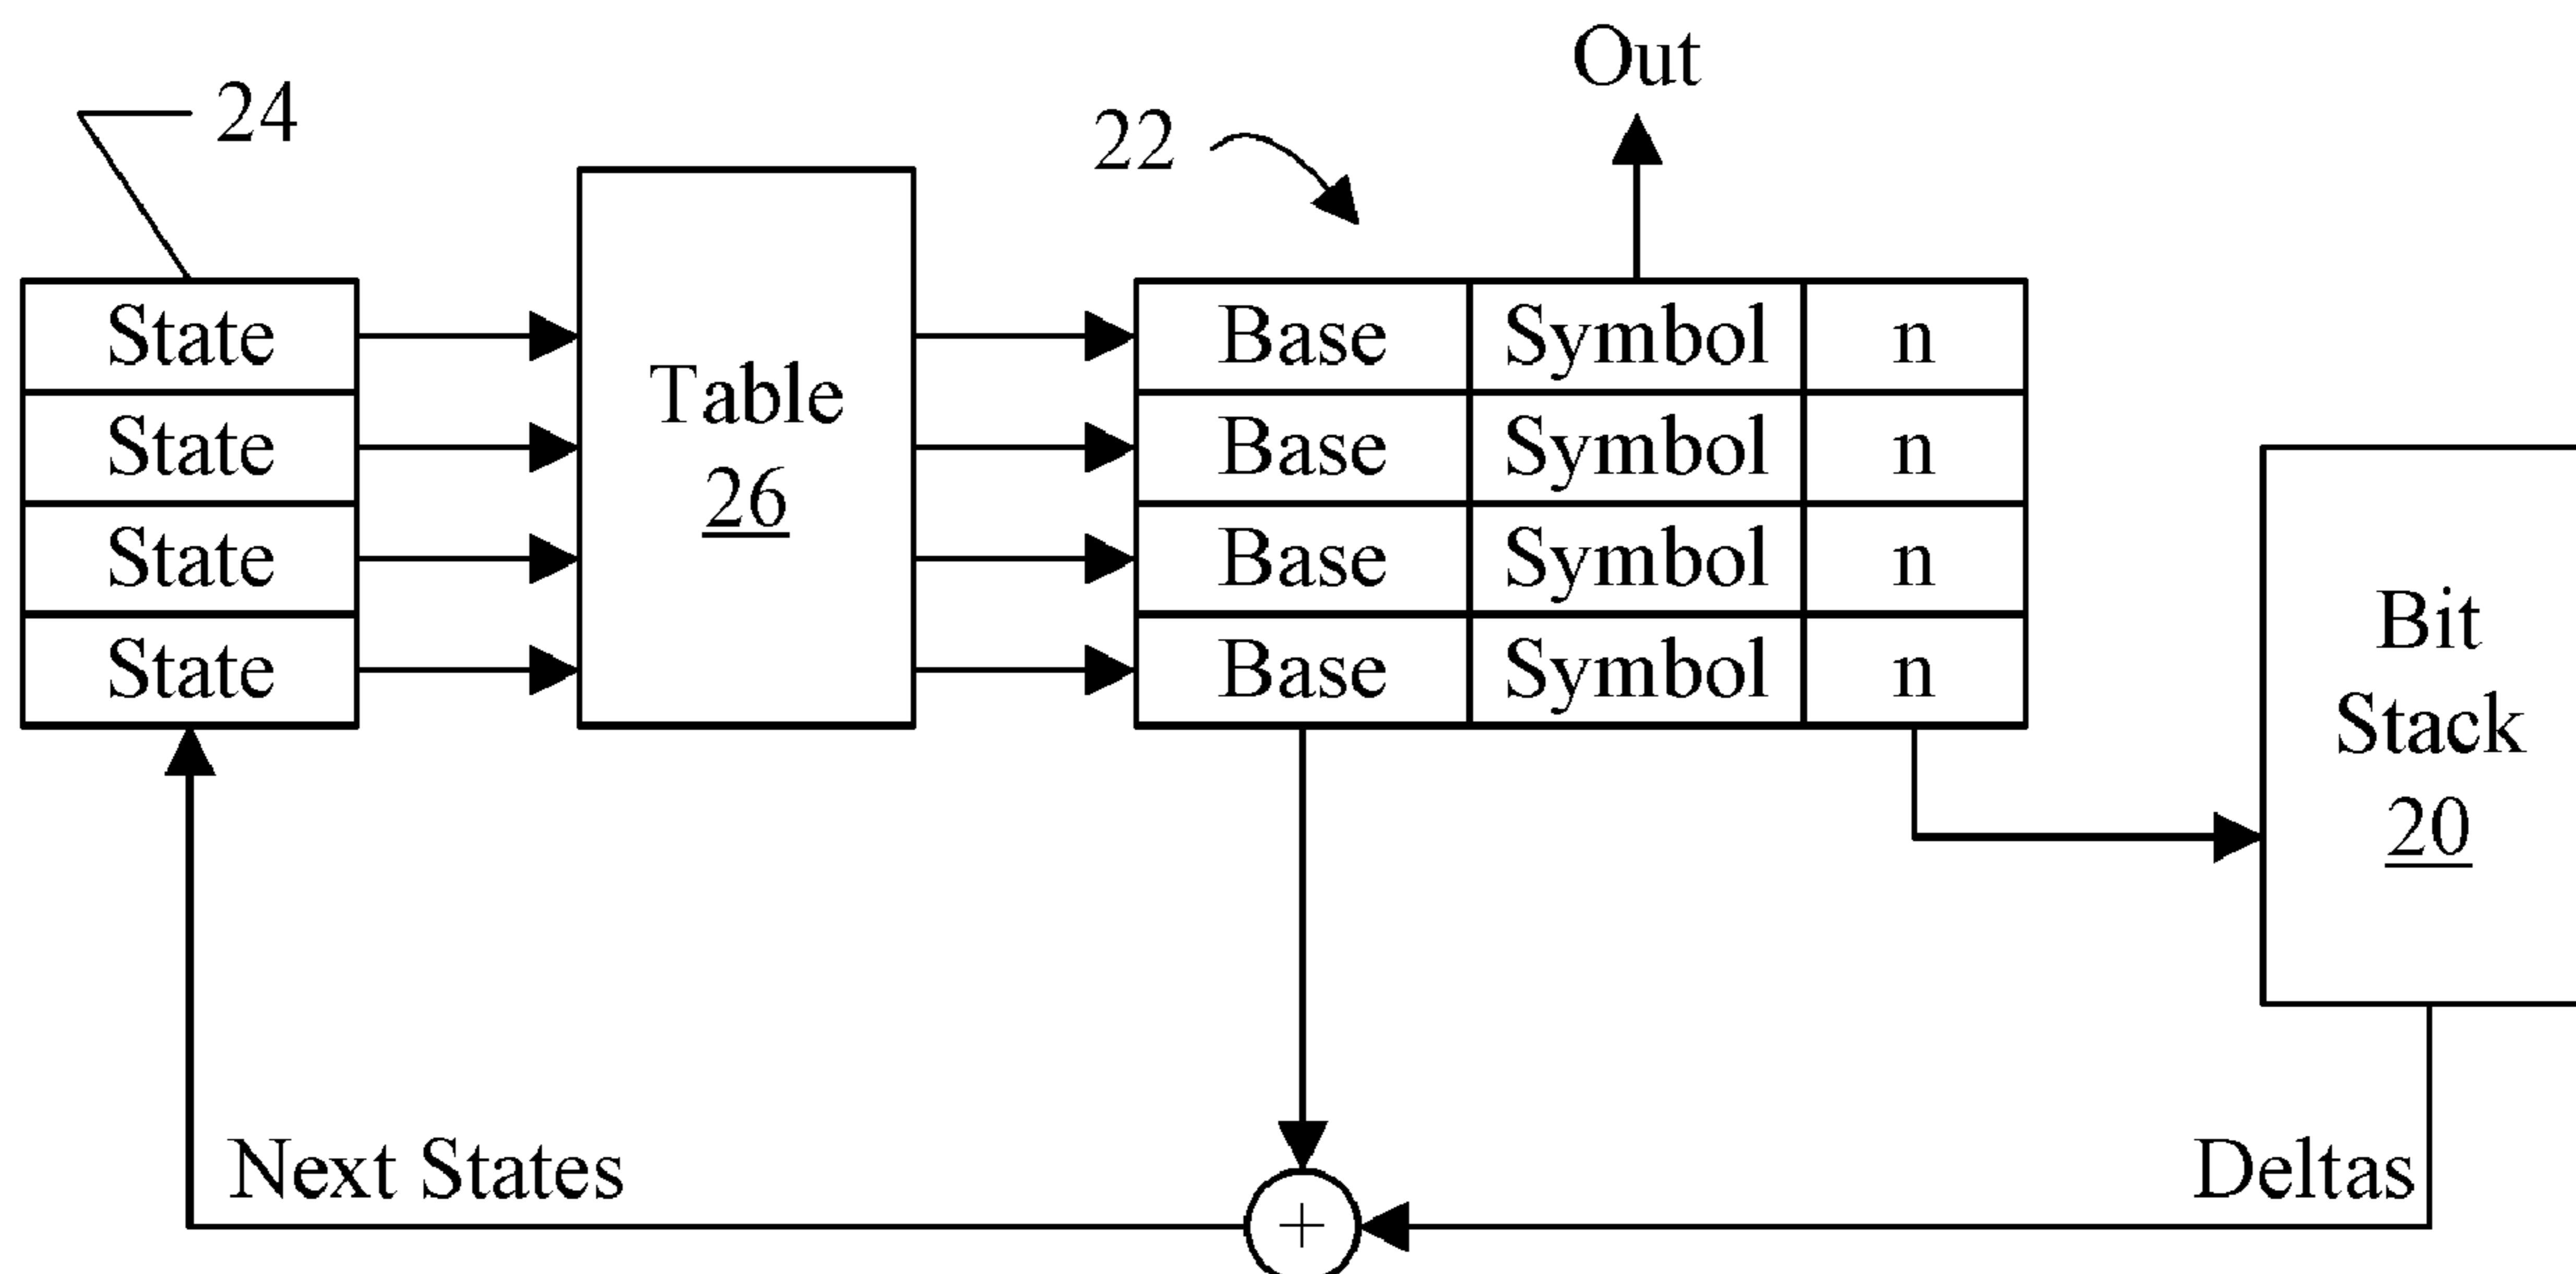 Out
24
22
State
Base Symbol n
State
Base Symbol n
State
Base Symbol n
State
Base Symbol n
Table
26
Bit
Stack
20
Next States
+
Deltas